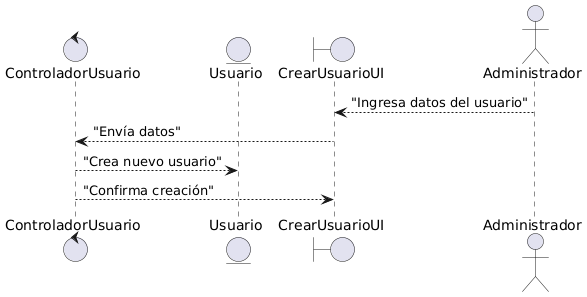 ControladorUsuario Usuario CrearUsuarioUI Administrador
"Ingresa datos del usuario"
"Envía datos"
"Crea nuevo usuario"
"Confirma creación"
ControladorUsuario Usuario CrearUsuarioUI Administrador